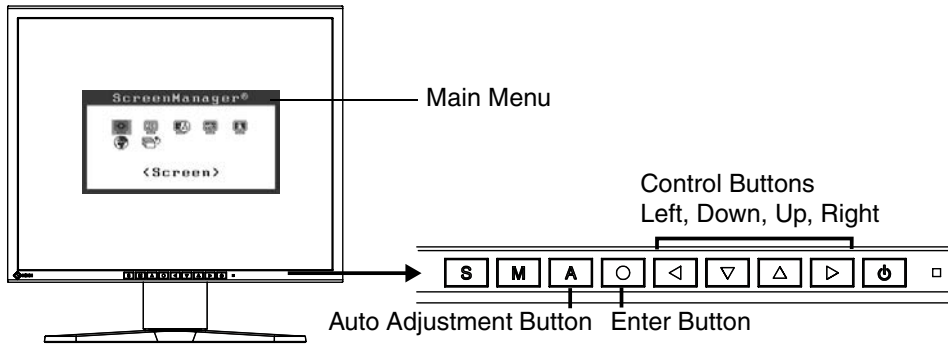 ScreenManager®
<Screen>
Main Menu
Control Buttons
Left, Down, Up, Right
S M A
Auto Adjustment Button Enter Button